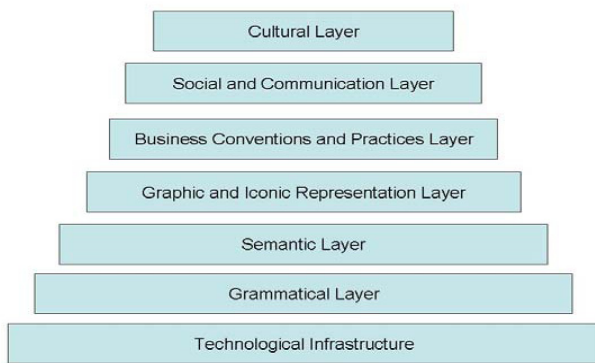 Cultural Layer
Social and Communication Layer
Business Conventions and Practices Layer
Graphic and Iconic Representation Layer
Semantic Layer
Grammatical Layer
Technological Infrastructure